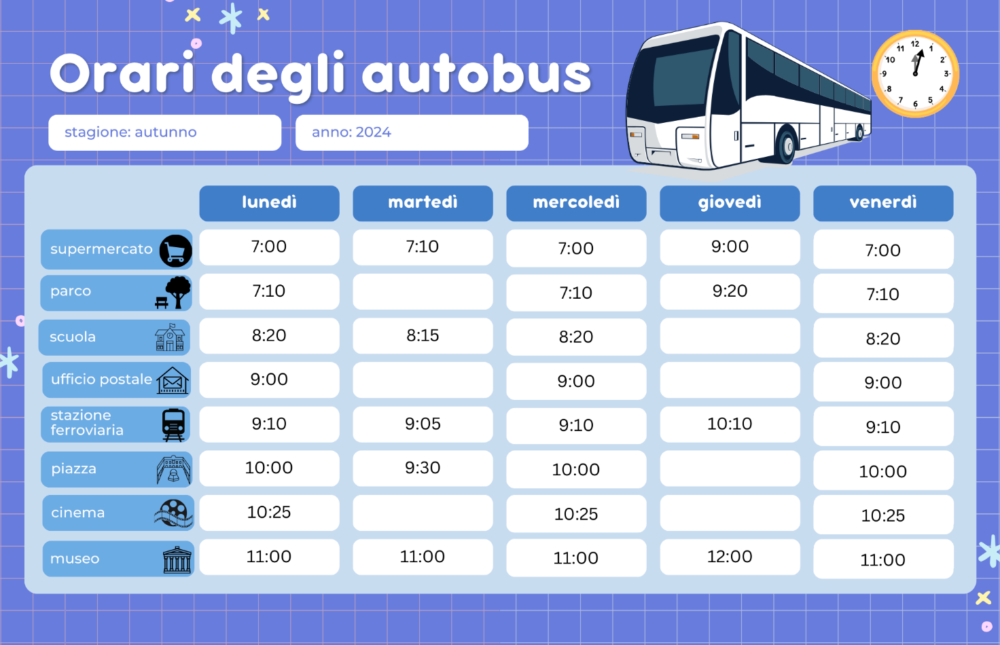 Orari degli autobus
stagione: autunno
anno: 2024
12
11 1
10 2
9 3
8 4
7 5
6
lunedì martedì mercoledì giovedì venerdì
supermercato 7:00 7:10 7:00 9:00 7:00
parco 7:10 7:10 9:20 7:10
scuola 8:20 8:15 8:20 8:20
ufficio postale 9:00 9:00 9:00
stazione
ferroviaria 9:10 9:05 9:10 10:10 9:10
piazza 10:00 9:30 10:00 10:00
cinema 10:25 10:25 10:25
museo 11:00 11:00 11:00 12:00 11:00